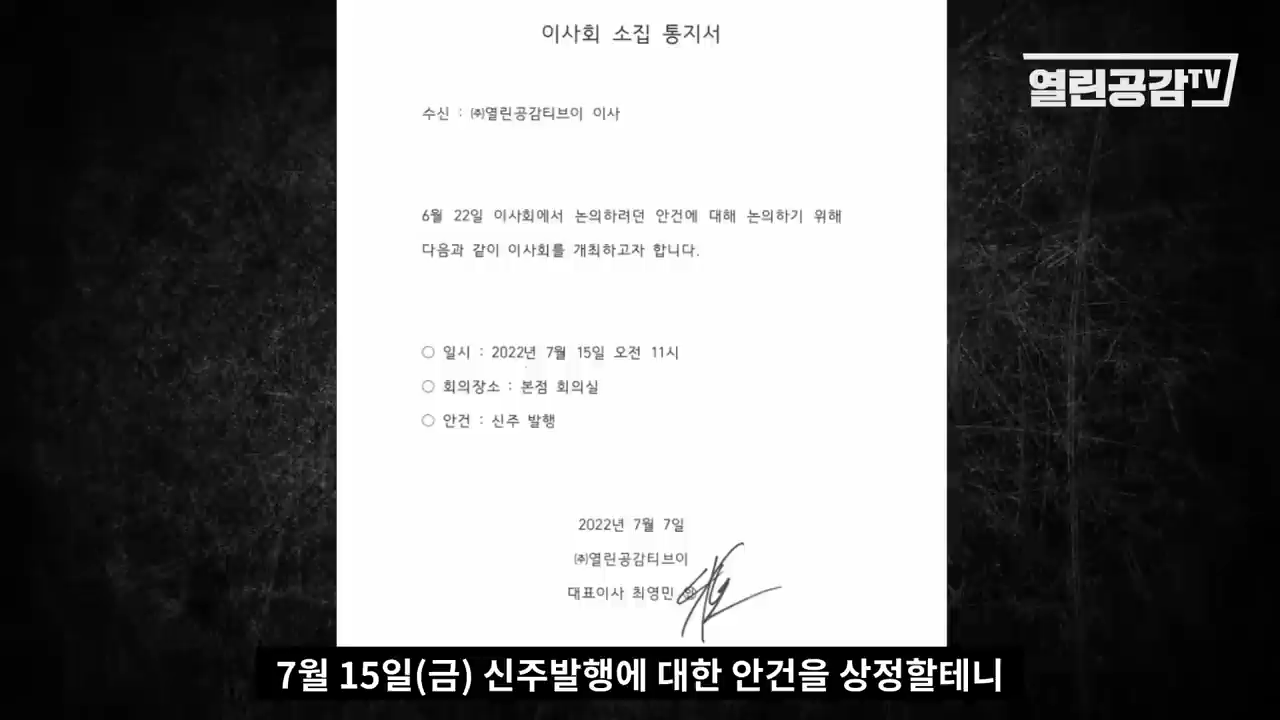 이사회 소집 통지서
열린공감TV
수신 : ㈜열린공감티브이 이사
6월 22일 이사회에서 논의하려던 안건에 대해 논의하기 위해
다음과 같이 이사회를 개최하고자 합니다.
○ 일시 : 2022년 7월 15일 오전 11시
○ 회의장소 : 본점 회의실
○ 안건 : 신주 발행
2022년 7월 7일
㈜열린공감티브이
대표이사 최영민
7월 15일(금) 신주발행에 대한 안건을 상정할테니